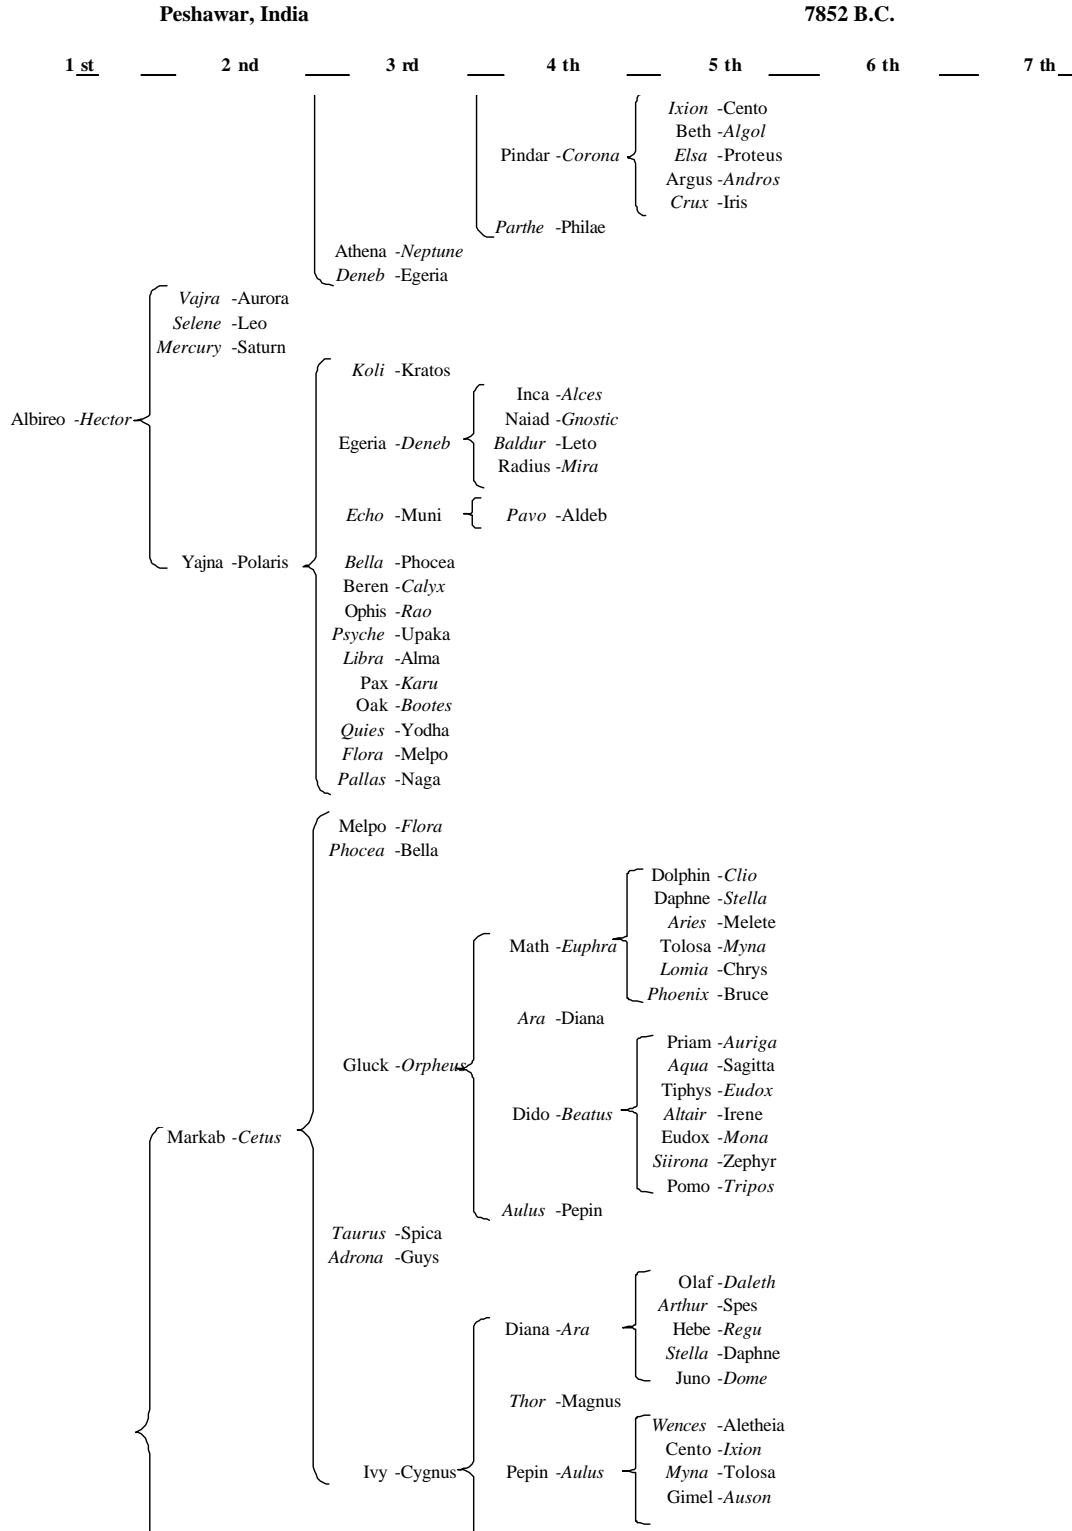 Peshawar, India 7852 B.C.
1 st 2 nd 3 rd 4 th 5 th 6 th 7 th
Ixion -Cento
Beth -Algol
Pindar -Corona Elsa -Proteus
Argus -Andros
Crux -Iris
Parthe -Philae
Athena -Neptune
Deneb -Egeria
Vajra -Aurora
Selene -Leo
Mercury -Saturn
Koli -Kratos
Inca -Alces
Albireo -Hector Naiad -Gnostic
Egeria -Deneb Baldur -Leto
Radius -Mira
Echo -Muni Pavo -Aldeb
Yajna -Polaris Bella -Phocea
Beren -Calyx
Ophis -Rao
Psyche -Upaka
Libra -Alma
Pax -Karu
Oak -Bootes
Quies -Yodha
Flora -Melpo
Pallas -Naga
Melpo -Flora
Phocea -Bella
Dolphin -Clio
Daphne -Stella
Aries -Melete
Math -Euphra Tolosa -Myna
Lomia -Chrys
Phoenix -Bruce
Ara -Diana
Priam -Auriga
Gluck -Orpheus Aqua -Sagitta
Tiphys -Eudox
Dido -Beatus Altair -Irene
Markab -Cetus Eudox -Mona
Siirona -Zephyr
Pomo -Tripos
Aulus -Pepin
Taurus -Spica
Adrona -Guys
Olaf -Daleth
Arthur -Spes
Diana -Ara Hebe -Regu
Stella -Daphne
Juno -Dome
Thor -Magnus
Wences -Aletheia
Cento -Ixion
Ivy -Cygnus Pepin -Aulus Myna -Tolosa
Gimel -Auson